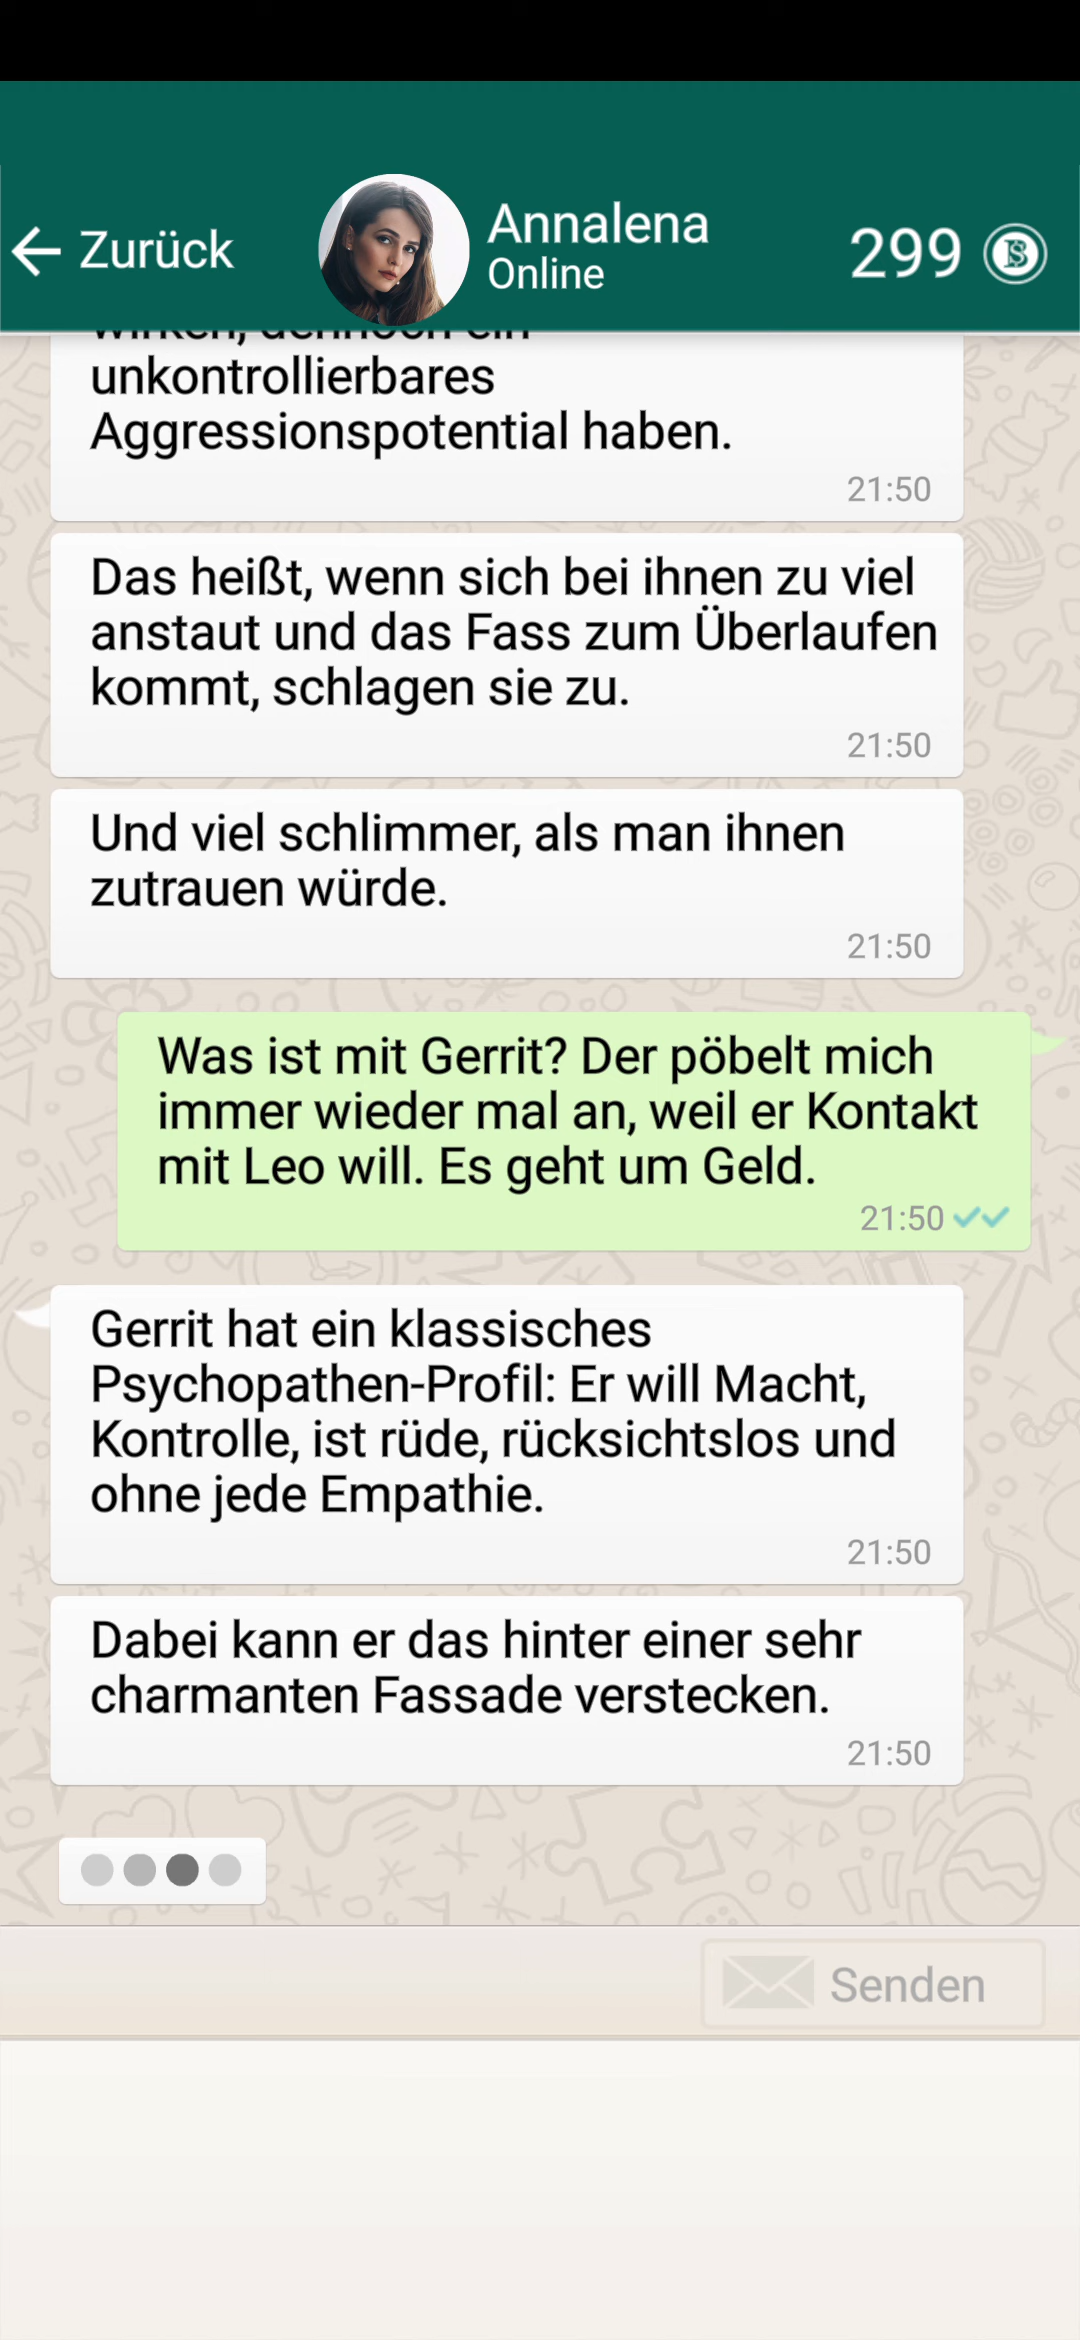 Zurück
Annalena
Online
299
wirken, dennoch ein
unkontrollierbares
Aggressionspotential haben.
21:50
Das heißt, wenn sich bei ihnen zu viel
anstaut und das Fass zum Überlaufen
kommt, schlagen sie zu.
21:50
Und viel schlimmer, als man ihnen
zutrauen würde.
21:50
Was ist mit Gerrit? Der pöbelt mich
immer wieder mal an, weil er Kontakt
mit Leo will. Es geht um Geld.
21:50
Gerrit hat ein klassisches
Psychopathen-Profil: Er will Macht,
Kontrolle, ist rüde, rücksichtslos und
ohne jede Empathie.
21:50
Dabei kann er das hinter einer sehr
charmanten Fassade verstecken.
21:50
Senden